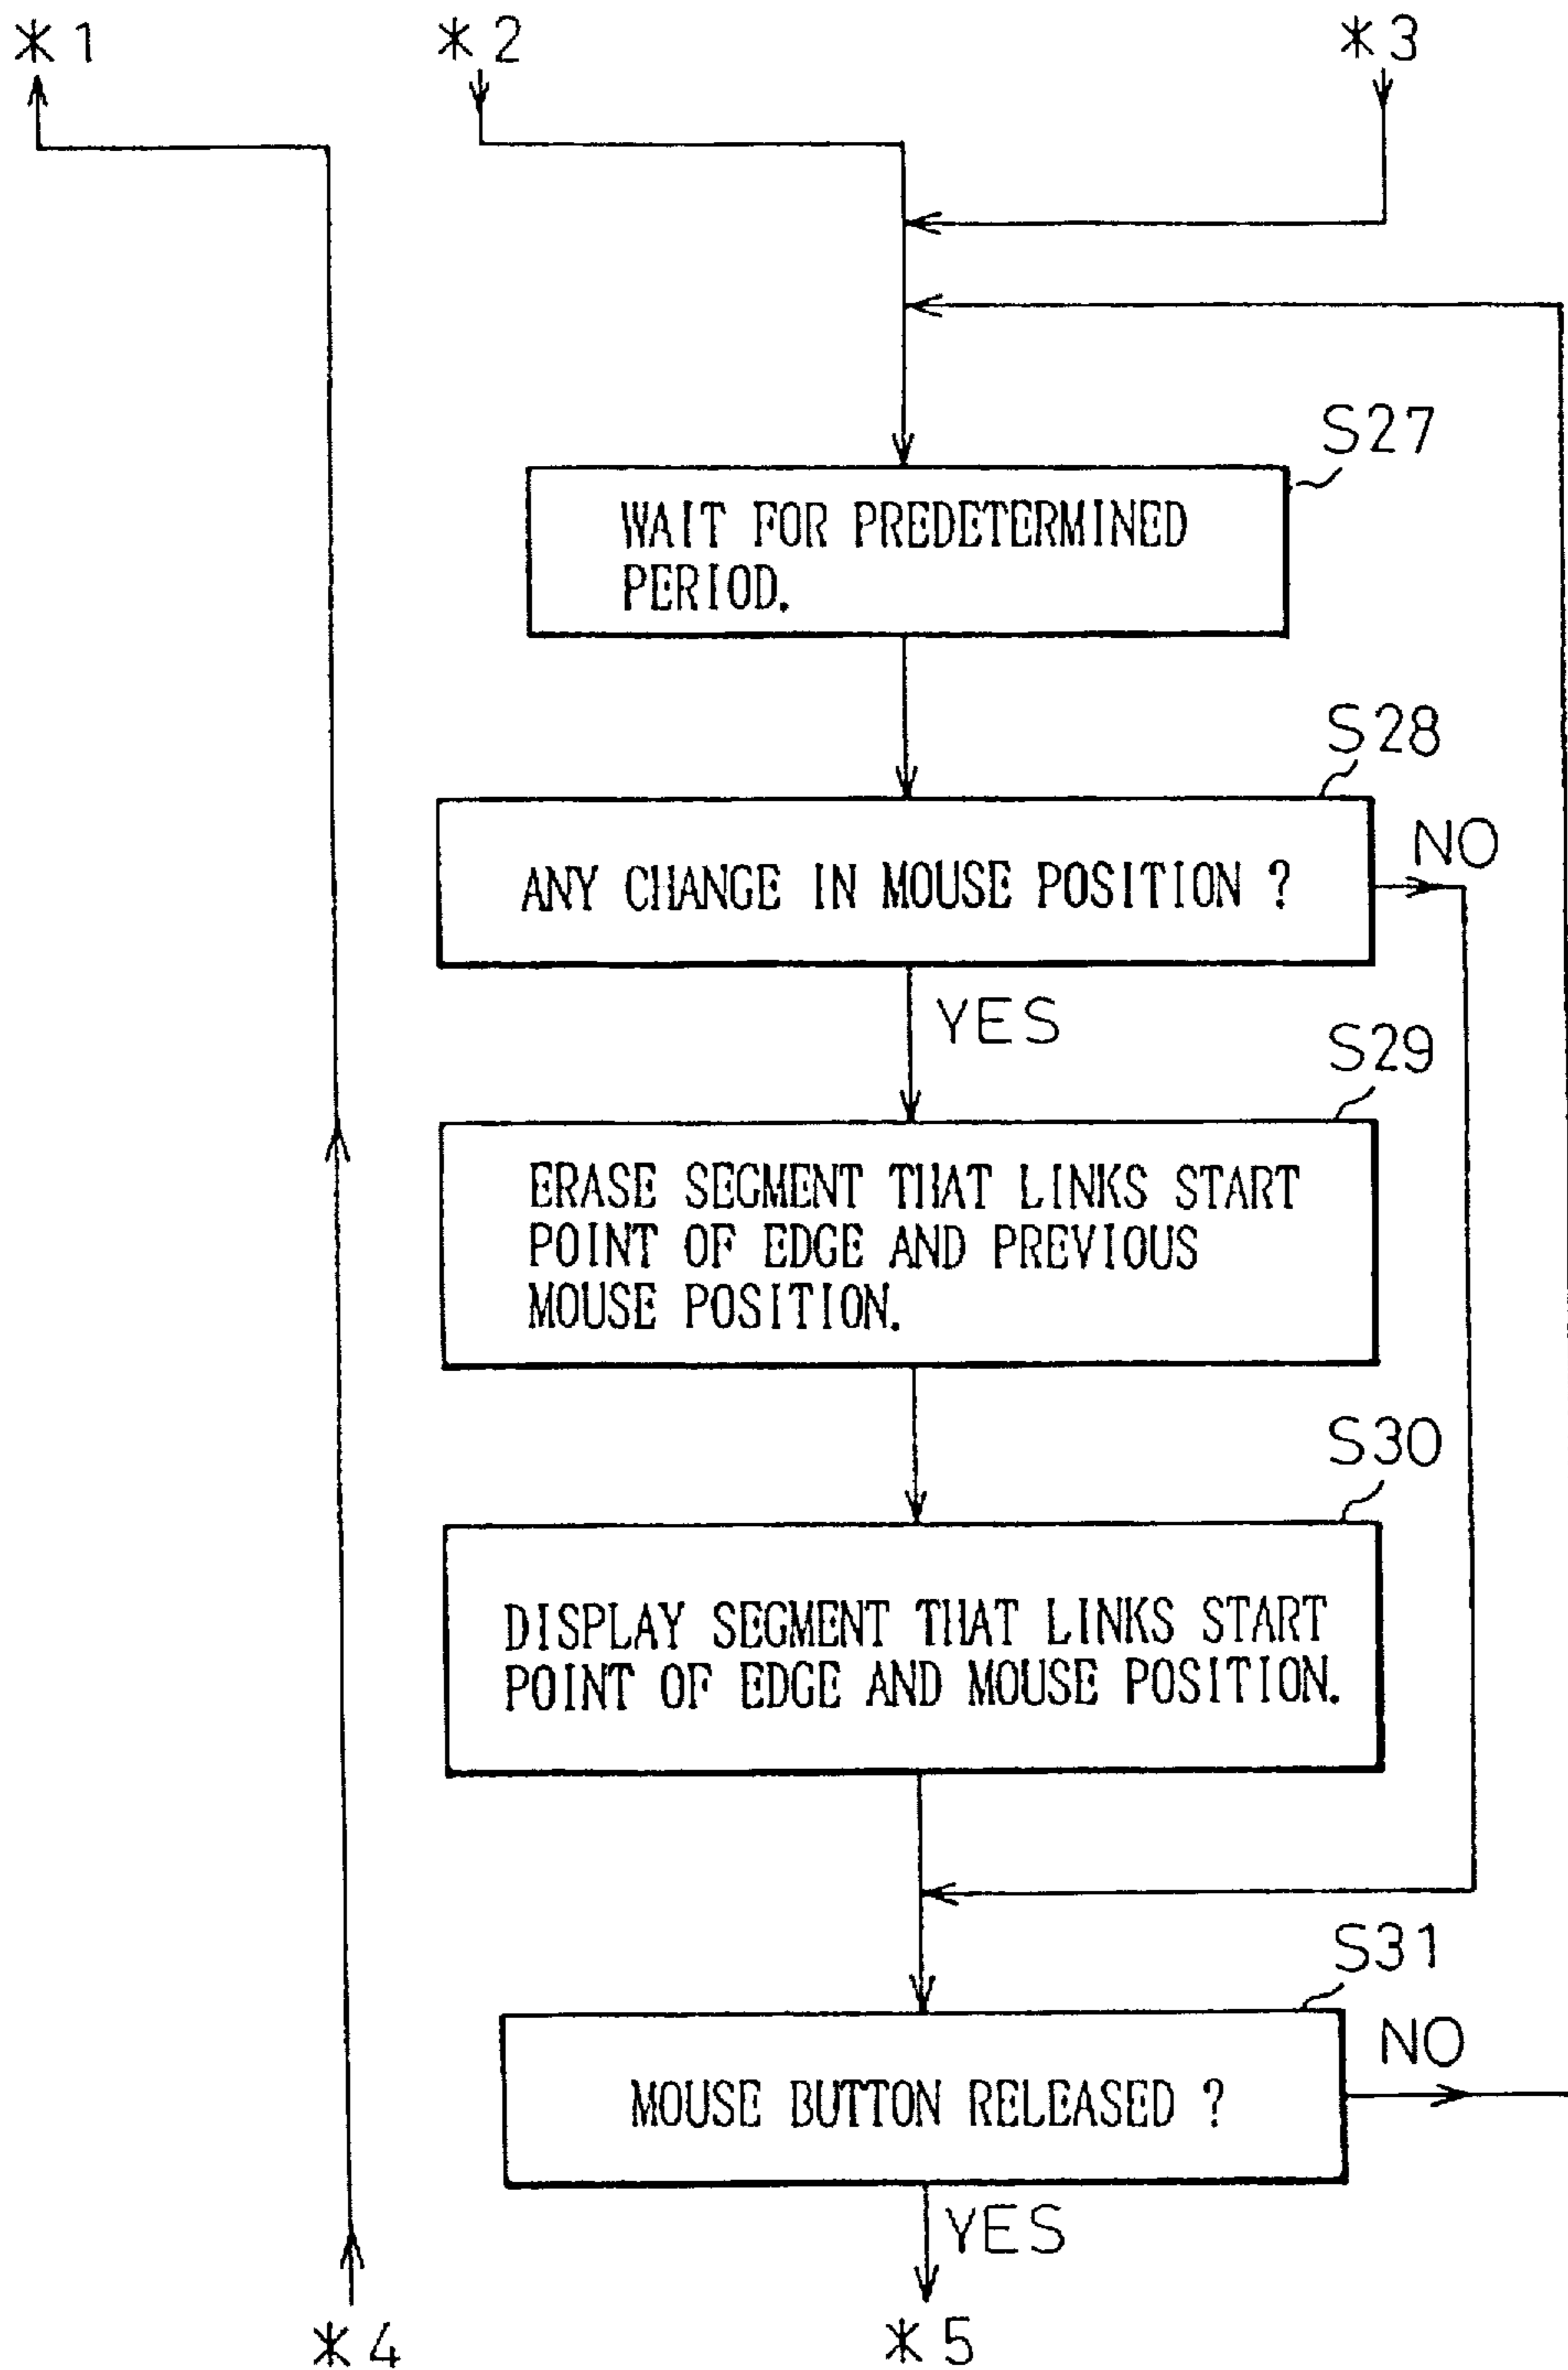 *1
*2
*3
S27
WAIT FOR PREDETERMINED
PERIOD.
S28
ANY CHANGE IN MOUSE POSITION ?
NO
YES
S29
ERASE SEGMENT THAT LINKS START
POINT OF EDGE AND PREVIOUS
MOUSE POSITION.
S30
DISPLAY SEGMENT THAT LINKS START
POINT OF EDGE AND MOUSE POSITION.
S31
MOUSE BUTTON RELEASED ?
NO
YES
*4
*5